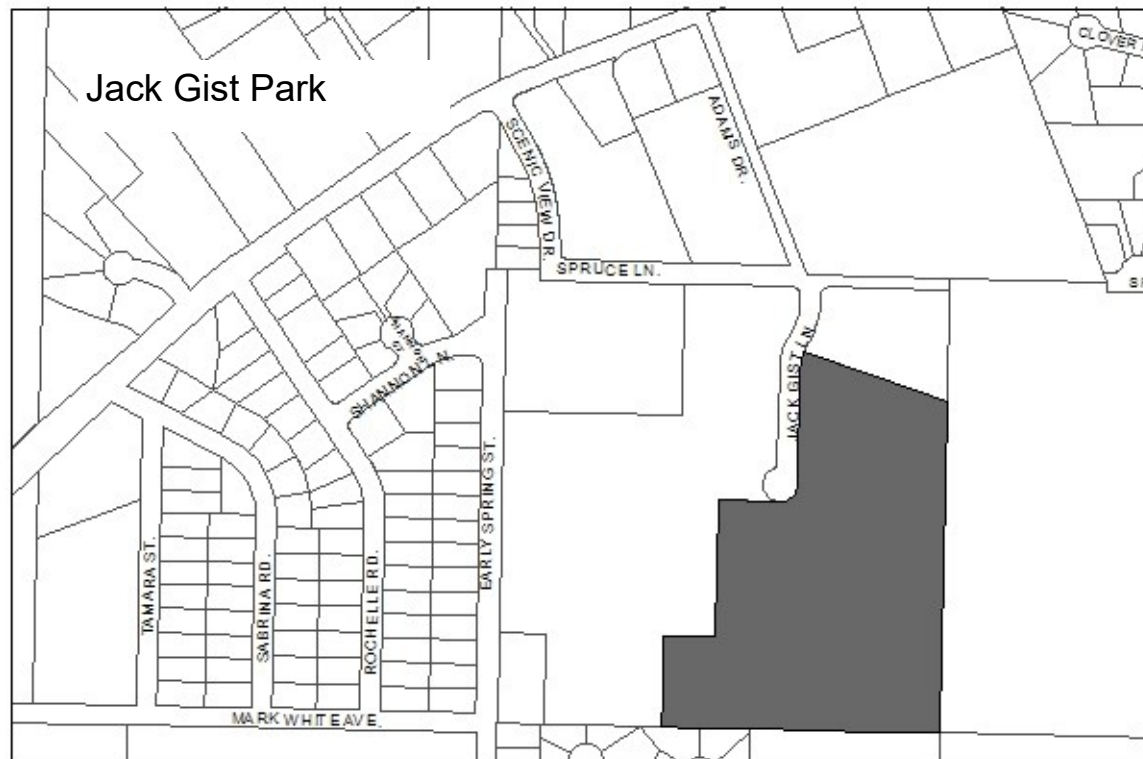 Jack Gist Park
CLOVER
SCENIC VIEW DR.
ADAMS DR.
SPRUCE LN.
JACK GIST LN
SHANNON LN.
EARLY SPRING ST.
TAMARA ST.
SABRINA RD.
ROCHELLE RD.
MARK WHITE AVE.